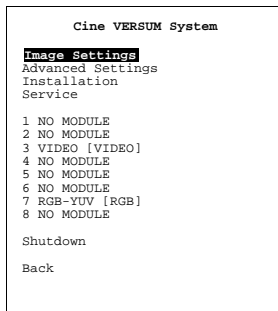 Cine VERSUM System
Image Settings
Advanced Settings
Installation
Service
1 NO MODULE
2 NO MODULE
3 VIDEO [VIDEO]
4 NO MODULE
5 NO MODULE
6 NO MODULE
7 RGB-YUV [RGB]
8 NO MODULE
Shutdown
Back